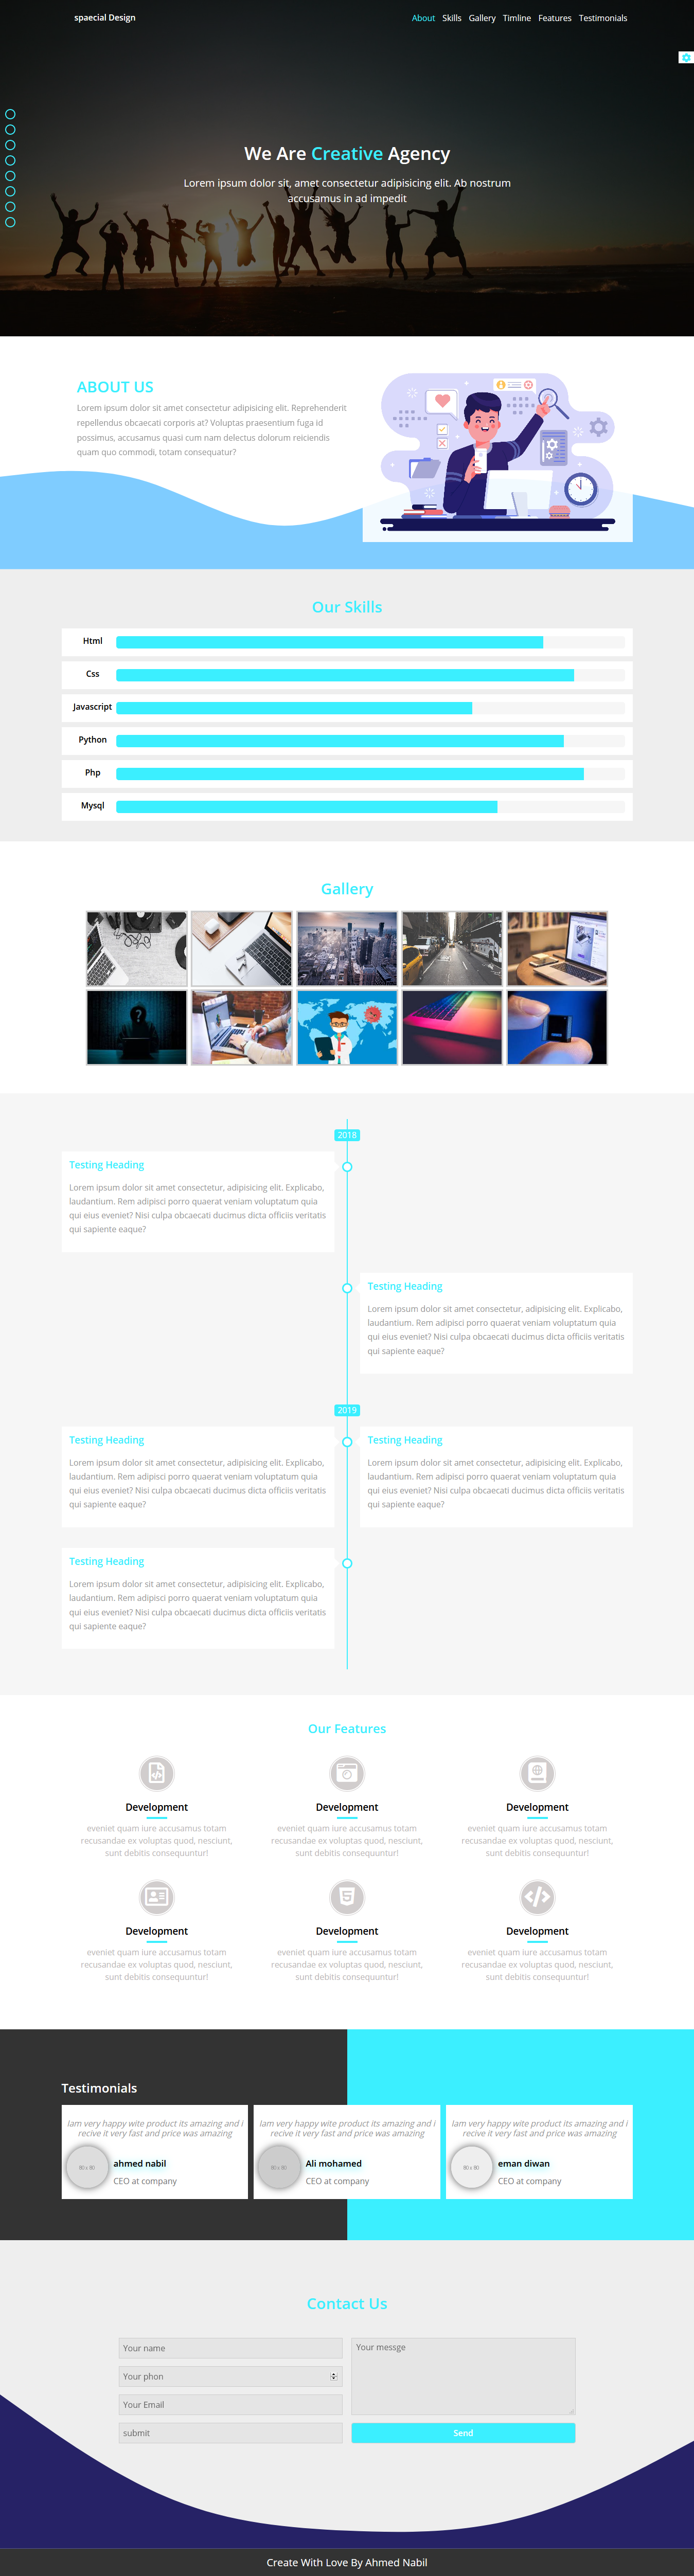 spaecial Design
About Skills Gallery Timline Features Testimonials
We Are Creative Agency
Lorem ipsum dolor sit, amet consectetur adipisicing elit. Ab nostrum
accusamus in ad impedit
ABOUT US
Lorem ipsum dolor sit amet consectetur adipisicing elit. Reprehenderit
repellendus obcaecati corporis at? Voluptas praesentium fuga id
possimus, accusamus quasi cum nam delectus dolorum reiciendis
quam quo commodi, totam consequatur?
Our Skills
Html
Css
Javascript
Python
Php
Mysql
Gallery
2018
Testing Heading
Lorem ipsum dolor sit amet consectetur, adipisicing elit. Explicabo,
laudantium. Rem adipisci porro quaerat veniam voluptatum quia
qui eius eveniet? Nisi culpa obcaecati ducimus dicta officiis veritatis
qui sapiente eaque?
Testing Heading
Lorem ipsum dolor sit amet consectetur, adipisicing elit. Explicabo,
laudantium. Rem adipisci porro quaerat veniam voluptatum quia
qui eius eveniet? Nisi culpa obcaecati ducimus dicta officiis veritatis
qui sapiente eaque?
2019
Testing Heading
Lorem ipsum dolor sit amet consectetur, adipisicing elit. Explicabo,
laudantium. Rem adipisci porro quaerat veniam voluptatum quia
qui eius eveniet? Nisi culpa obcaecati ducimus dicta officiis veritatis
qui sapiente eaque?
Testing Heading
Lorem ipsum dolor sit amet consectetur, adipisicing elit. Explicabo,
laudantium. Rem adipisci porro quaerat veniam voluptatum quia
qui eius eveniet? Nisi culpa obcaecati ducimus dicta officiis veritatis
qui sapiente eaque?
Testing Heading
Lorem ipsum dolor sit amet consectetur, adipisicing elit. Explicabo,
laudantium. Rem adipisci porro quaerat veniam voluptatum quia
qui eius eveniet? Nisi culpa obcaecati ducimus dicta officiis veritatis
qui sapiente eaque?
Our Features
Development
eveniet quam iure accusamus totam
recusandae ex voluptas quod, nesciunt,
sunt debitis consequuntur!
Development
eveniet quam iure accusamus totam
recusandae ex voluptas quod, nesciunt,
sunt debitis consequuntur!
Development
eveniet quam iure accusamus totam
recusandae ex voluptas quod, nesciunt,
sunt debitis consequuntur!
Development
eveniet quam iure accusamus totam
recusandae ex voluptas quod, nesciunt,
sunt debitis consequuntur!
Development
eveniet quam iure accusamus totam
recusandae ex voluptas quod, nesciunt,
sunt debitis consequuntur!
Development
eveniet quam iure accusamus totam
recusandae ex voluptas quod, nesciunt,
sunt debitis consequuntur!
Testimonials
Iam very happy wite product its amazing and i
recive it very fast and price was amazing
80 x 80
ahmed nabil
CEO at company
Iam very happy wite product its amazing and i
recive it very fast and price was amazing
80 x 80
Ali mohamed
CEO at company
Iam very happy wite product its amazing and i
recive it very fast and price was amazing
80 x 80
eman diwan
CEO at company
Contact Us
Your name
Your phon
Your Email
submit
Your messge
Send
Create With Love By Ahmed Nabil